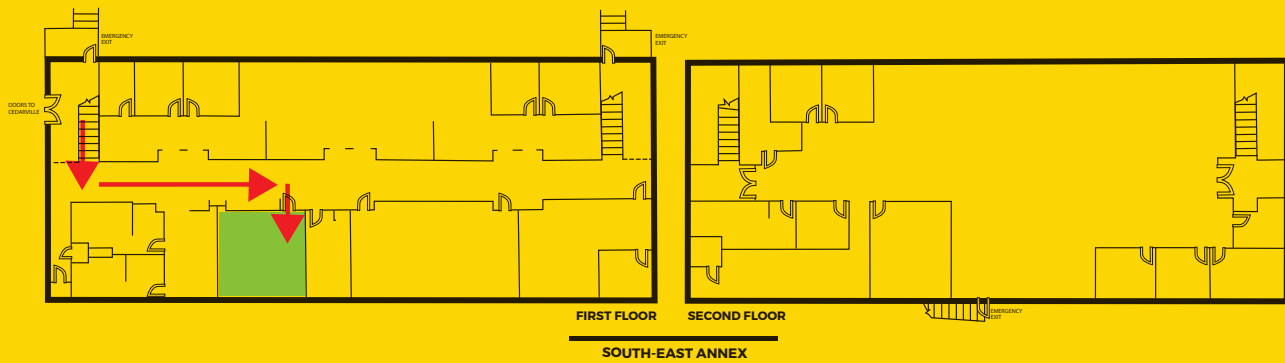 EMERGENCY
EXIT
EMERGENCY
EXIT
DOORS TO
CEDARVILLE
EMERGENCY
EXIT
FIRST FLOOR
SECOND FLOOR
SOUTH-EAST ANNEX